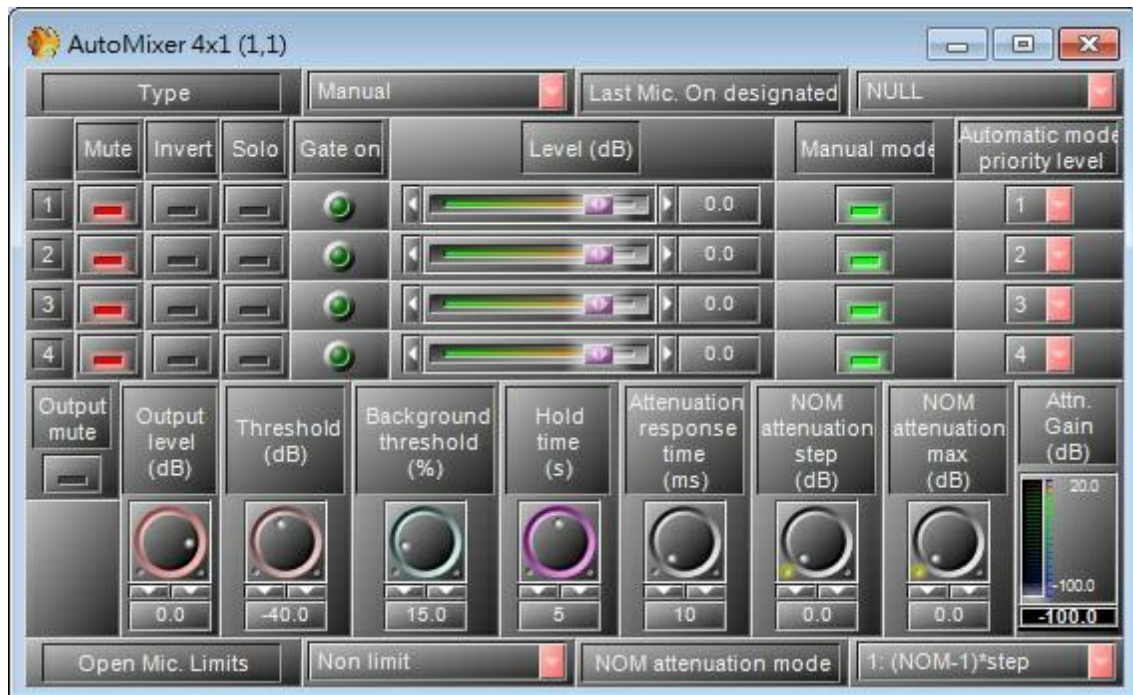 AutoMixer 4x1 (1,1)
Type Manual Last Mic. On designated NULL
Mute Invert Solo Gate on Level (dB) Manual mode Automatic mode
priority level
1 0.0 1
2 0.0 2
3 0.0 3
4 0.0 4
Output
mute
Output
level
(dB)
Threshold
(dB)
Background
threshold
(%)
Hold
time
(s)
Attenuation
response
time
(ms)
NOM
attenuation
step
(dB)
NOM
attenuation
max
(dB)
Attn.
Gain
(dB)
20.0
-100.0
0.0 -40.0 15.0 5 10 0.0 0.0 -100.0
Open Mic. Limits Non limit NOM attenuation mode 1: (NOM-1)*step